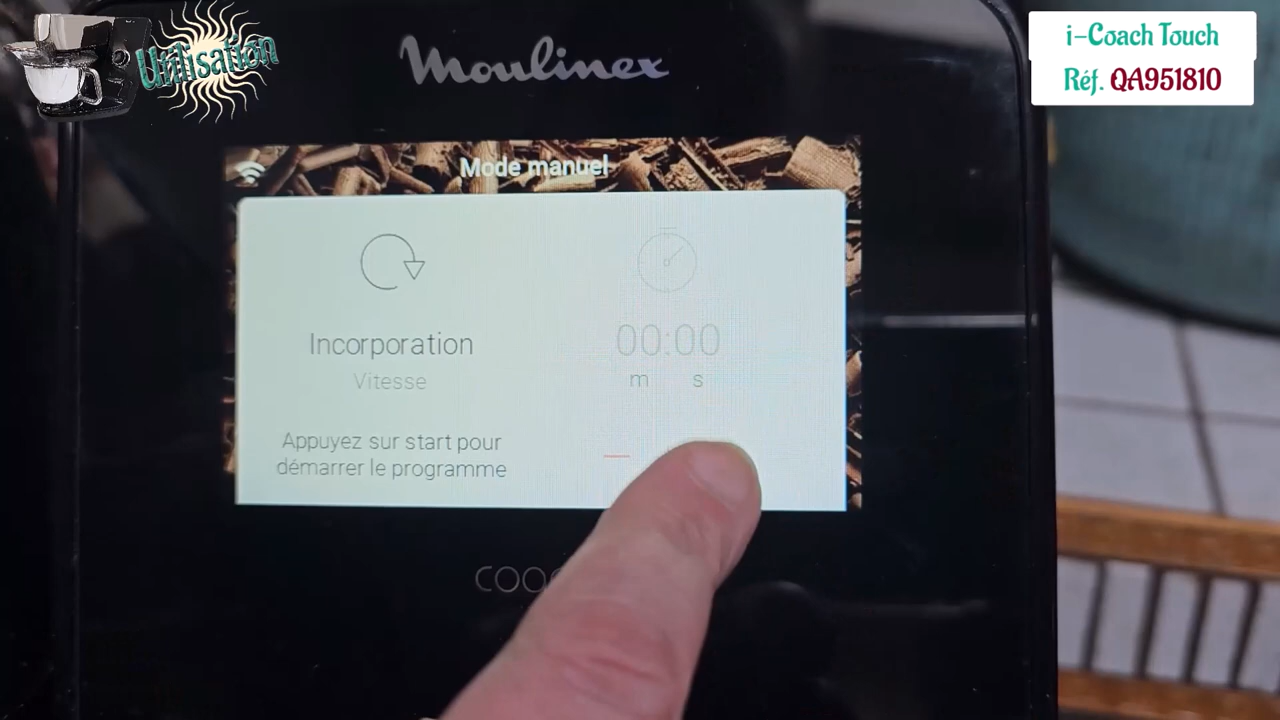 Utilisation
Moulinex
i-Coach Touch
Réf. QA951810
Mode manuel
Incorporation
Vitesse
00:00
m s
Appuyez sur start pour
démarrer le programme